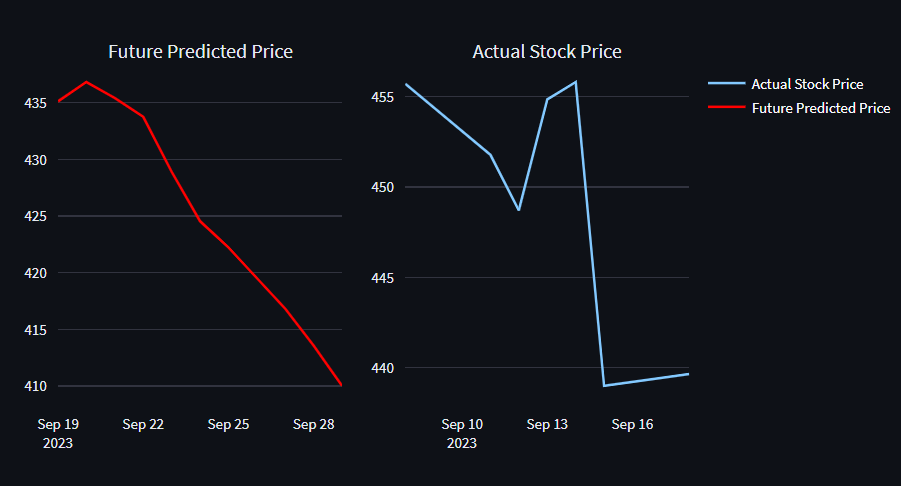 Future Predicted Price
435
430
425
420
415
410
Sep 19
2023
Sep 22
Sep 25
Sep 28
Actual Stock Price
455
450
445
440
Sep 10
2023
Sep 13
Sep 16
Actual Stock Price
Future Predicted Price